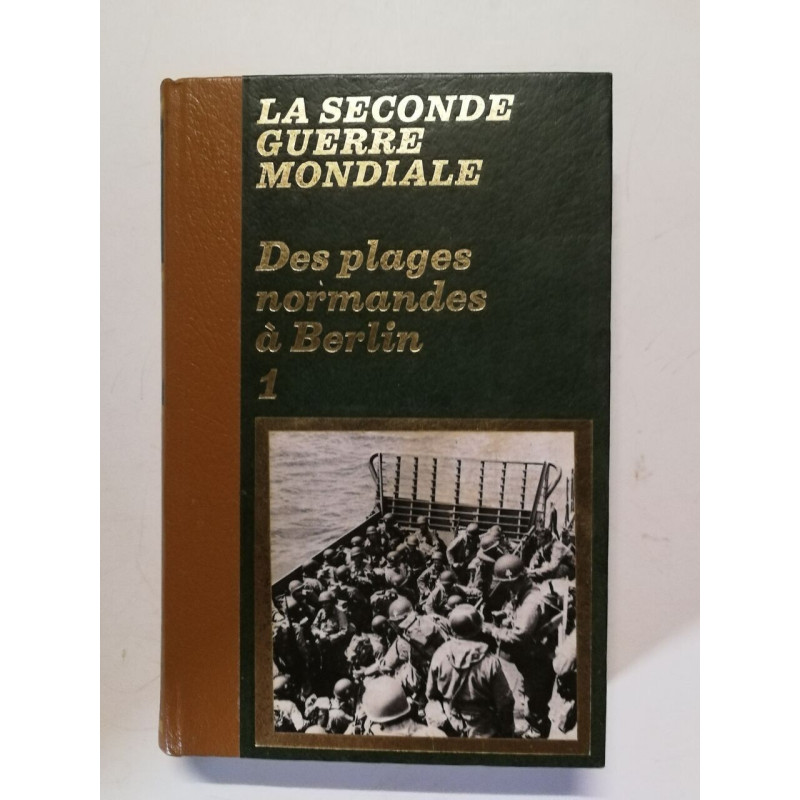 LA SECONDE
GUERRE
MONDIALE
Des plages
normandes
à Berlin
1